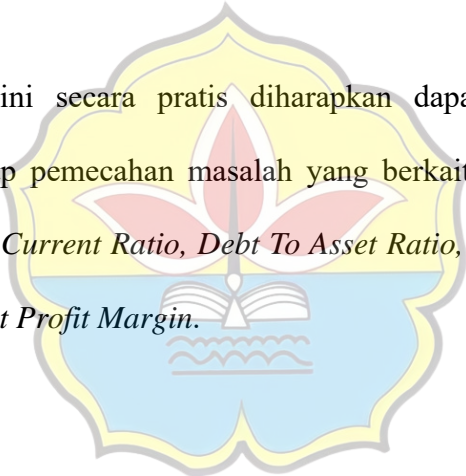 ini secara pratis diharapkan dapa
p pemecahan masalah yang berkait
Current Ratio, Debt To Asset Ratio,
t Profit Margin.